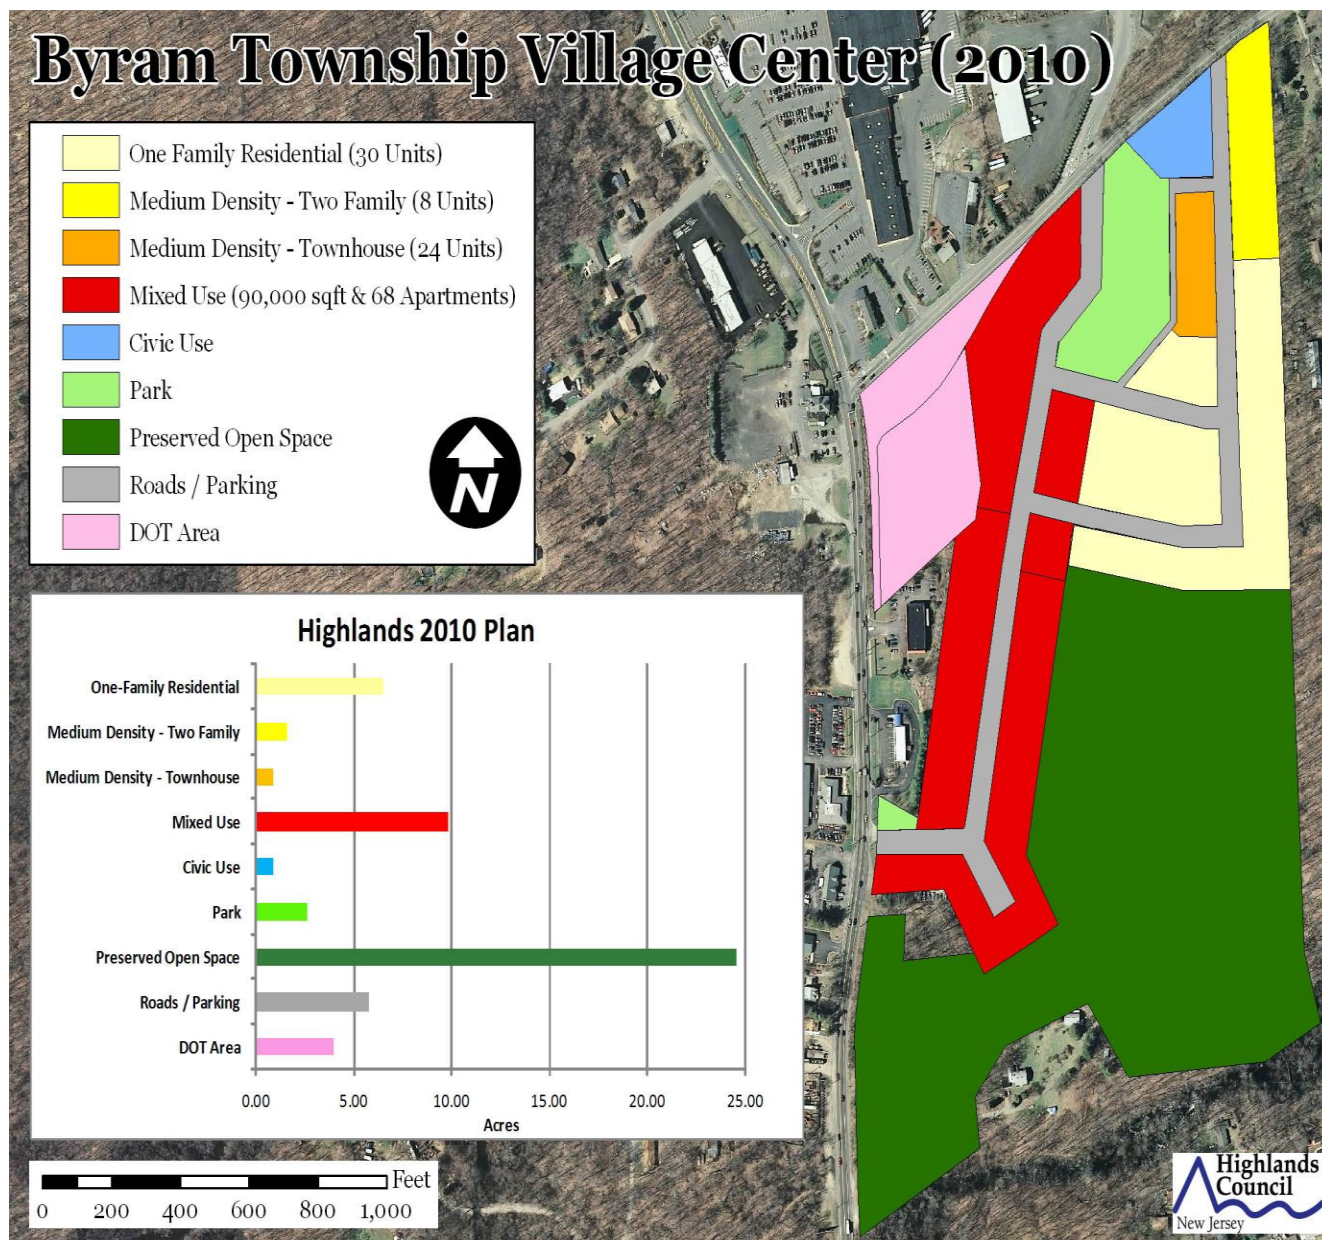 Byram Township Village Center (2010)
One Family Residential (30 Units)
Medium Density - Two Family (8 Units)
Medium Density - Townhouse (24 Units)
Mixed Use (90,000 sqft & 68 Apartments)
Civic Use
Park
Preserved Open Space
Roads / Parking
DOT Area
N
Highlands 2010 Plan
One-Family Residential
Medium Density - Two Family
Medium Density - Townhouse
Mixed Use
Civic Use
Park
Preserved Open Space
Roads / Parking
DOT Area
0.00 5.00 10.00 15.00 20.00 25.00
Acres
Feet
0 200 400 600 800 1,000
Highlands
Council
New Jersey